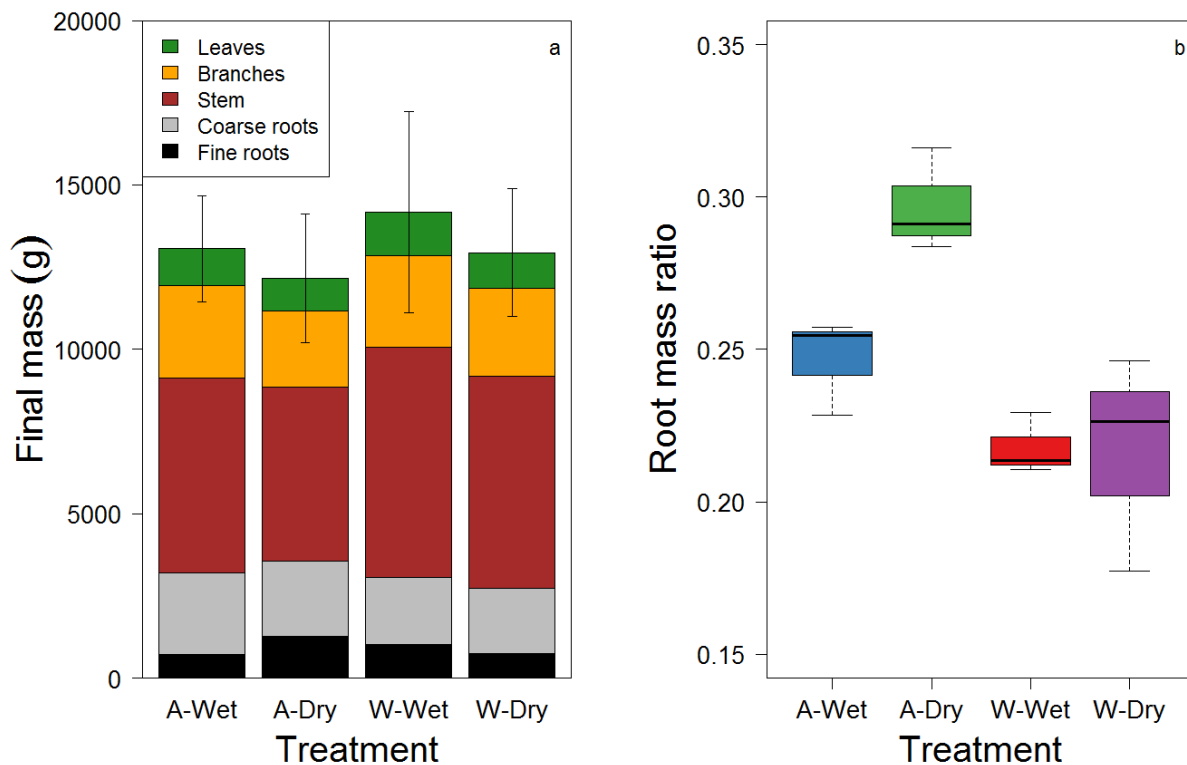 Final mass (g)
20000
15000
10000
5000
0
Leaves
Branches
Stem
Coarse roots
Fine roots
a
A-Wet A-Dry W-Wet W-Dry
Treatment
Root mass ratio
0.35
0.30
0.25
0.20
0.15
b
A-Wet A-Dry W-Wet W-Dry
Treatment